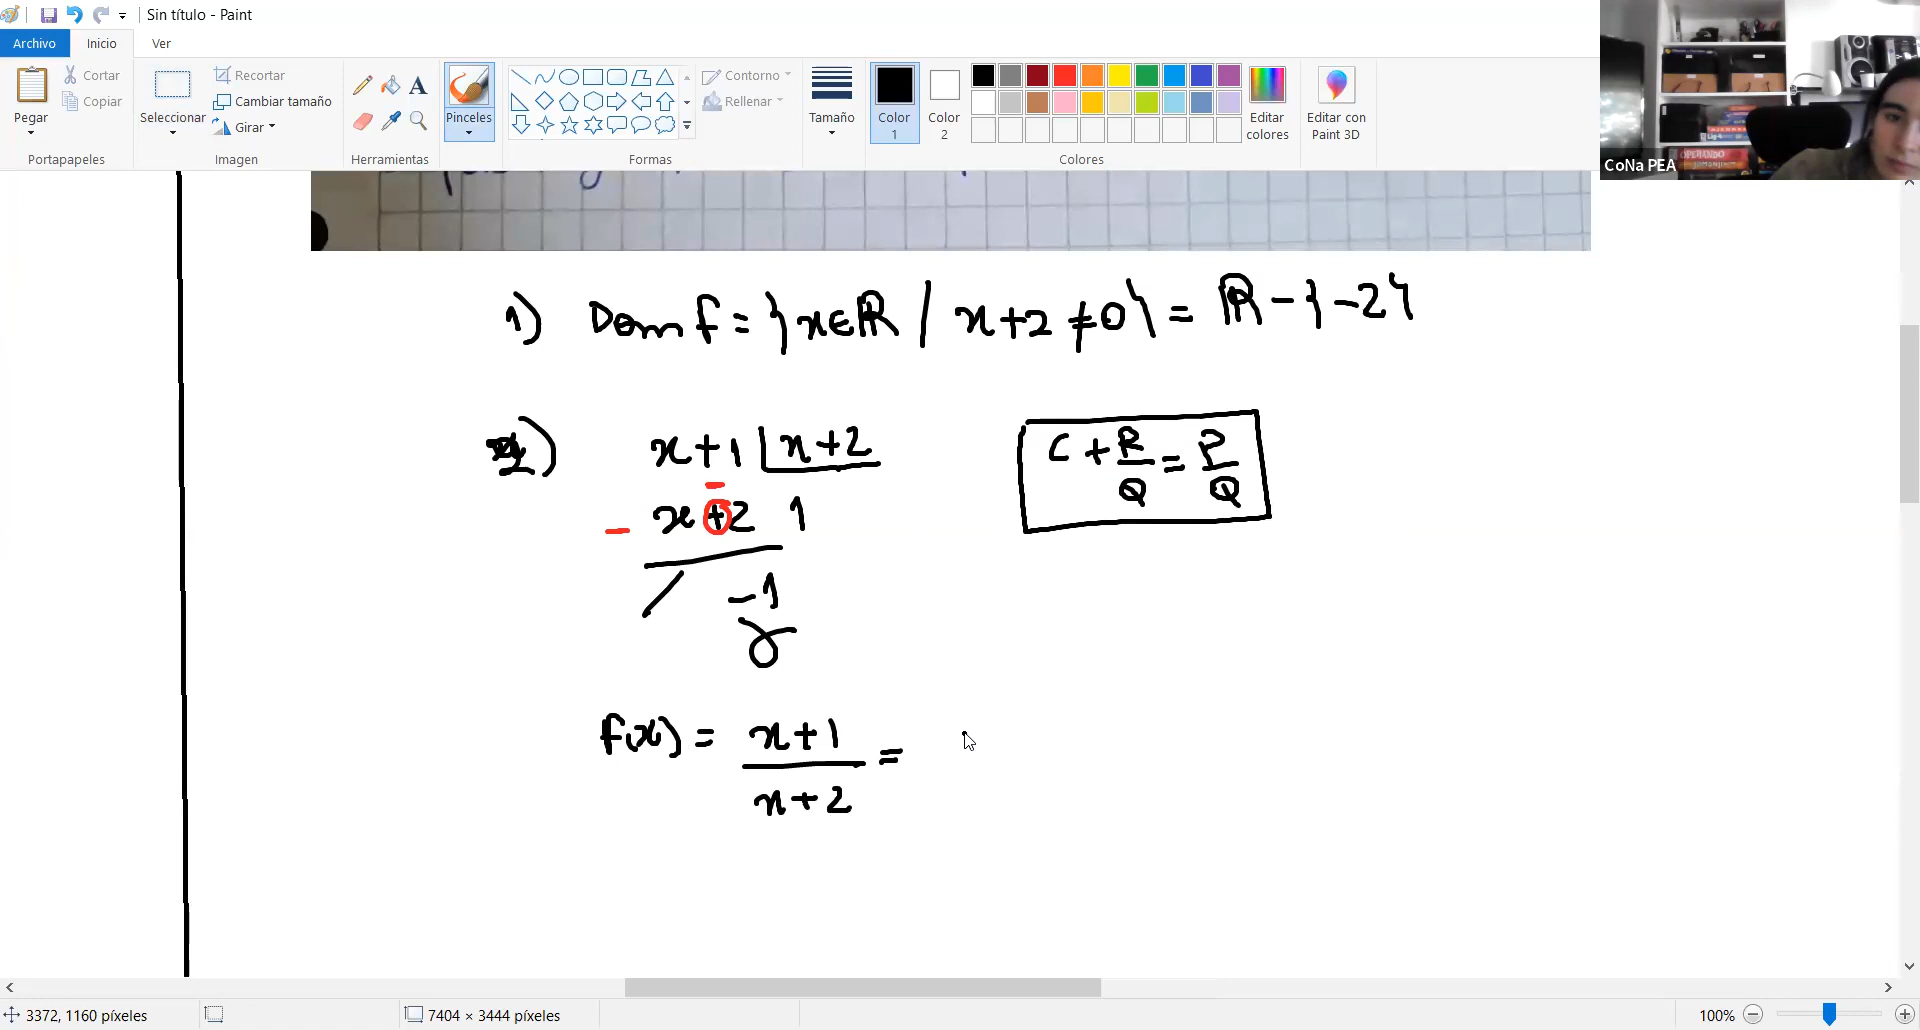 Sin título - Paint
Archivo Inicio Ver
Pegar
Cortar
Copiar
Portapapeles
Seleccionar
Recortar
Cambiar tamaño
Girar
Imagen
Herramientas
Pinceles
Contorno
Rellenar
Formas
Tamaño
Color 1
Color 2
Editar colores
Editar con Paint 3D
Colores
CoNa PEA
OPERANDO
1) Dom f = {x∈ℝ / x+2 ≠ 0} = ℝ - {-2}
2) x+1 | x+2
-
- x+2 1
/ -1
f(x) = x+1 / x+2 =
C + R/Q = P/Q
3372, 1160 píxeles
7404 × 3444 píxeles
100%